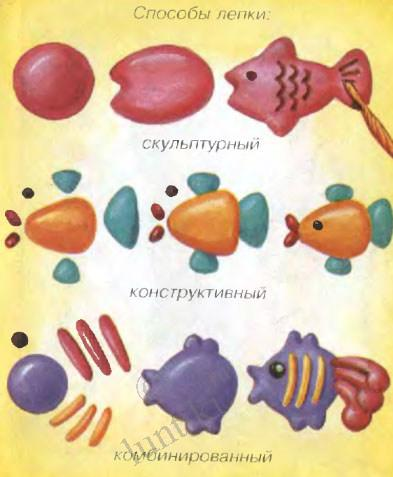 Способы лепки:
скульптурный
конструктивный
комбинированный